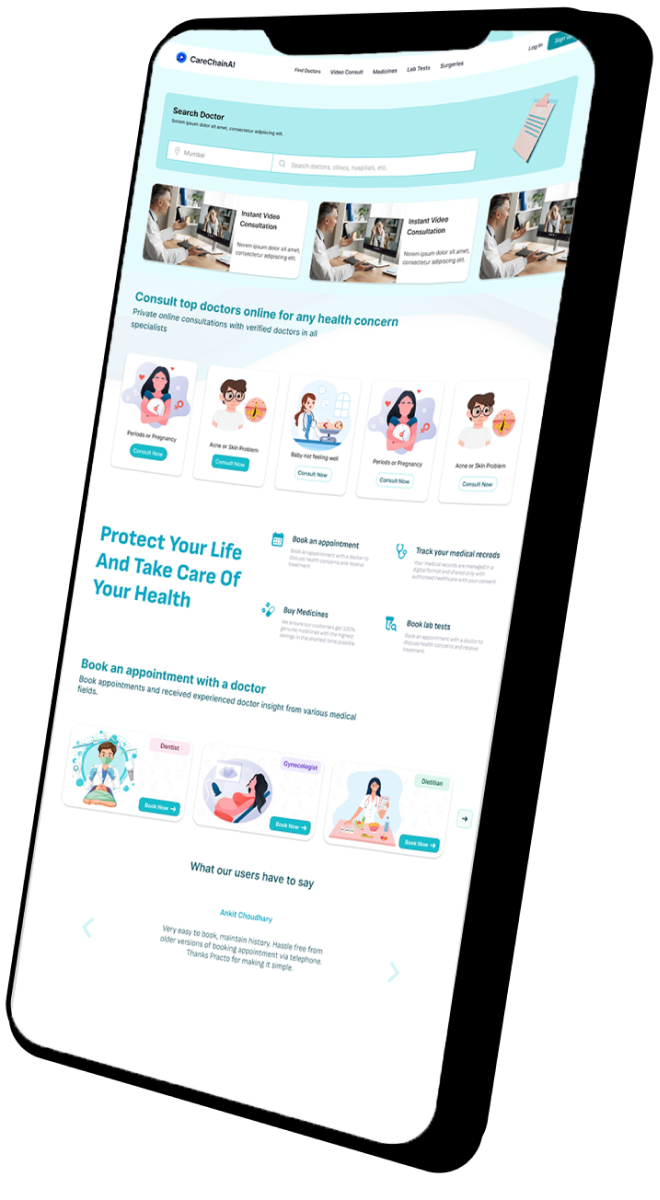 CareChainAI
Find Doctors Video Consult Medicines Lab Tests Surgeries
Log In
Search Doctor
Mumbai
Search doctors, clinics, hospitals, etc.
Instant Video
Consultation
Norem ipsum dolor sit amet,
consectetur adipiscing elit.
Instant Video
Consultation
Norem ipsum dolor sit amet,
consectetur adipiscing elit.
Consult top doctors online for any health concern
Private online consultations with verified doctors in all
specialists
Periods or Pregnancy
Consult Now
Acne or Skin Problem
Consult Now
Baby not feeling well
Consult Now
Periods or Pregnancy
Consult Now
Acne or Skin Problem
Consult Now
Protect Your Life
And Take Care Of
Your Health
Book an appointment
Book an appointment with a doctor to
discuss health concerns and receive
treatment.
Track your medical recrods
Your medical records are managed in a
digital format and shared only with
authorized healthcare with your consent
Buy Medicines
We ensure our customers get 100%
genuine medicines with the highest
savings in the shortest time possible
Book lab tests
Book an appointment with a doctor to
discuss health concerns and receive
treatment.
Book an appointment with a doctor
Book appointments and received experienced doctor insight from various medical
fields.
Dentist
Book Now
Gynecologist
Book Now
Dietitian
Book Now
What our users have to say
Ankit Choudhary
Very easy to book, maintain history. Hassle free from
older versions of booking appointment via telephone.
Thanks Practo for making it simple.